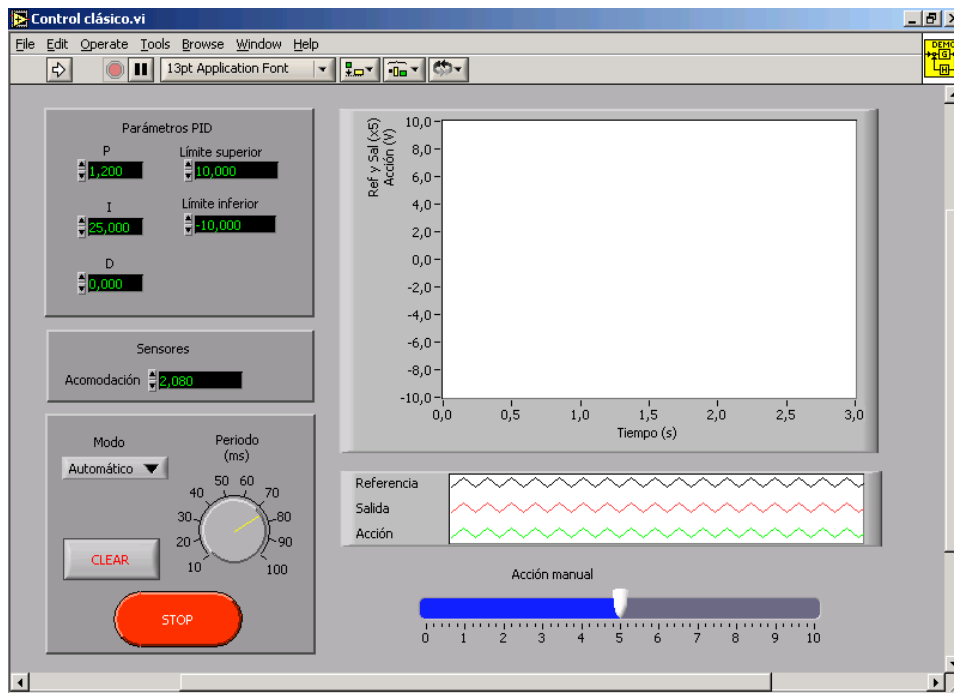 Control clásico.vi
File Edit Operate Tools Browse Window Help
13pt Application Font
DEMO
G
H
Parámetros PID
P
1,200
Límite superior
10,000
I
25,000
Límite inferior
-10,000
D
0,000
Sensores
Acomodación 2,080
Modo
Automático
Periodo
(ms)
10 20 30 40 50 60 70 80 90 100
CLEAR
STOP
Ref y Sal (x5)
Acción (V)
10,0
8,0
6,0
4,0
2,0
0,0
-2,0
-4,0
-6,0
-8,0
-10,0
0,0 0,5 1,0 1,5 2,0 2,5 3,0
Tiempo (s)
Referencia
Salida
Acción
Acción manual
0 1 2 3 4 5 6 7 8 9 10